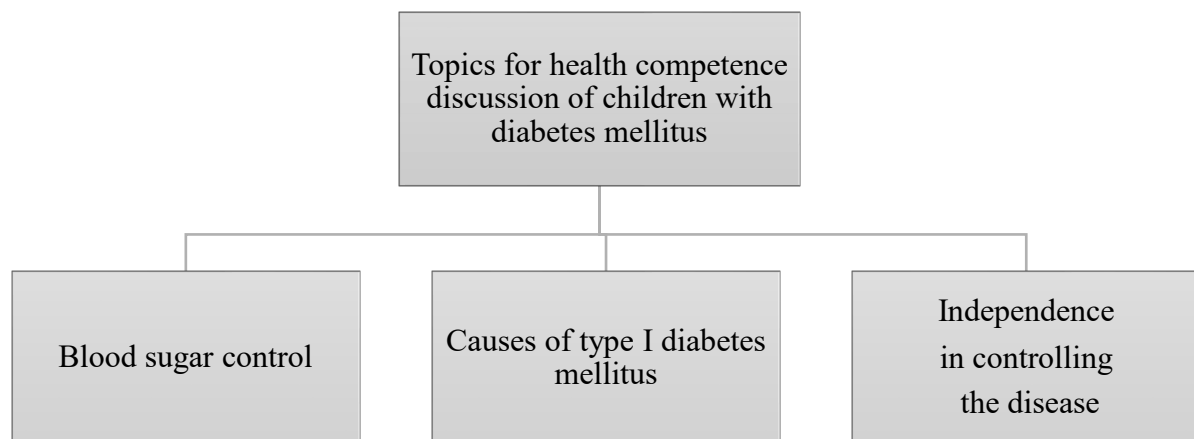 Topics for health competence
discussion of children with
diabetes mellitus
Blood sugar control
Causes of type I diabetes
mellitus
Independence
in controlling
the disease